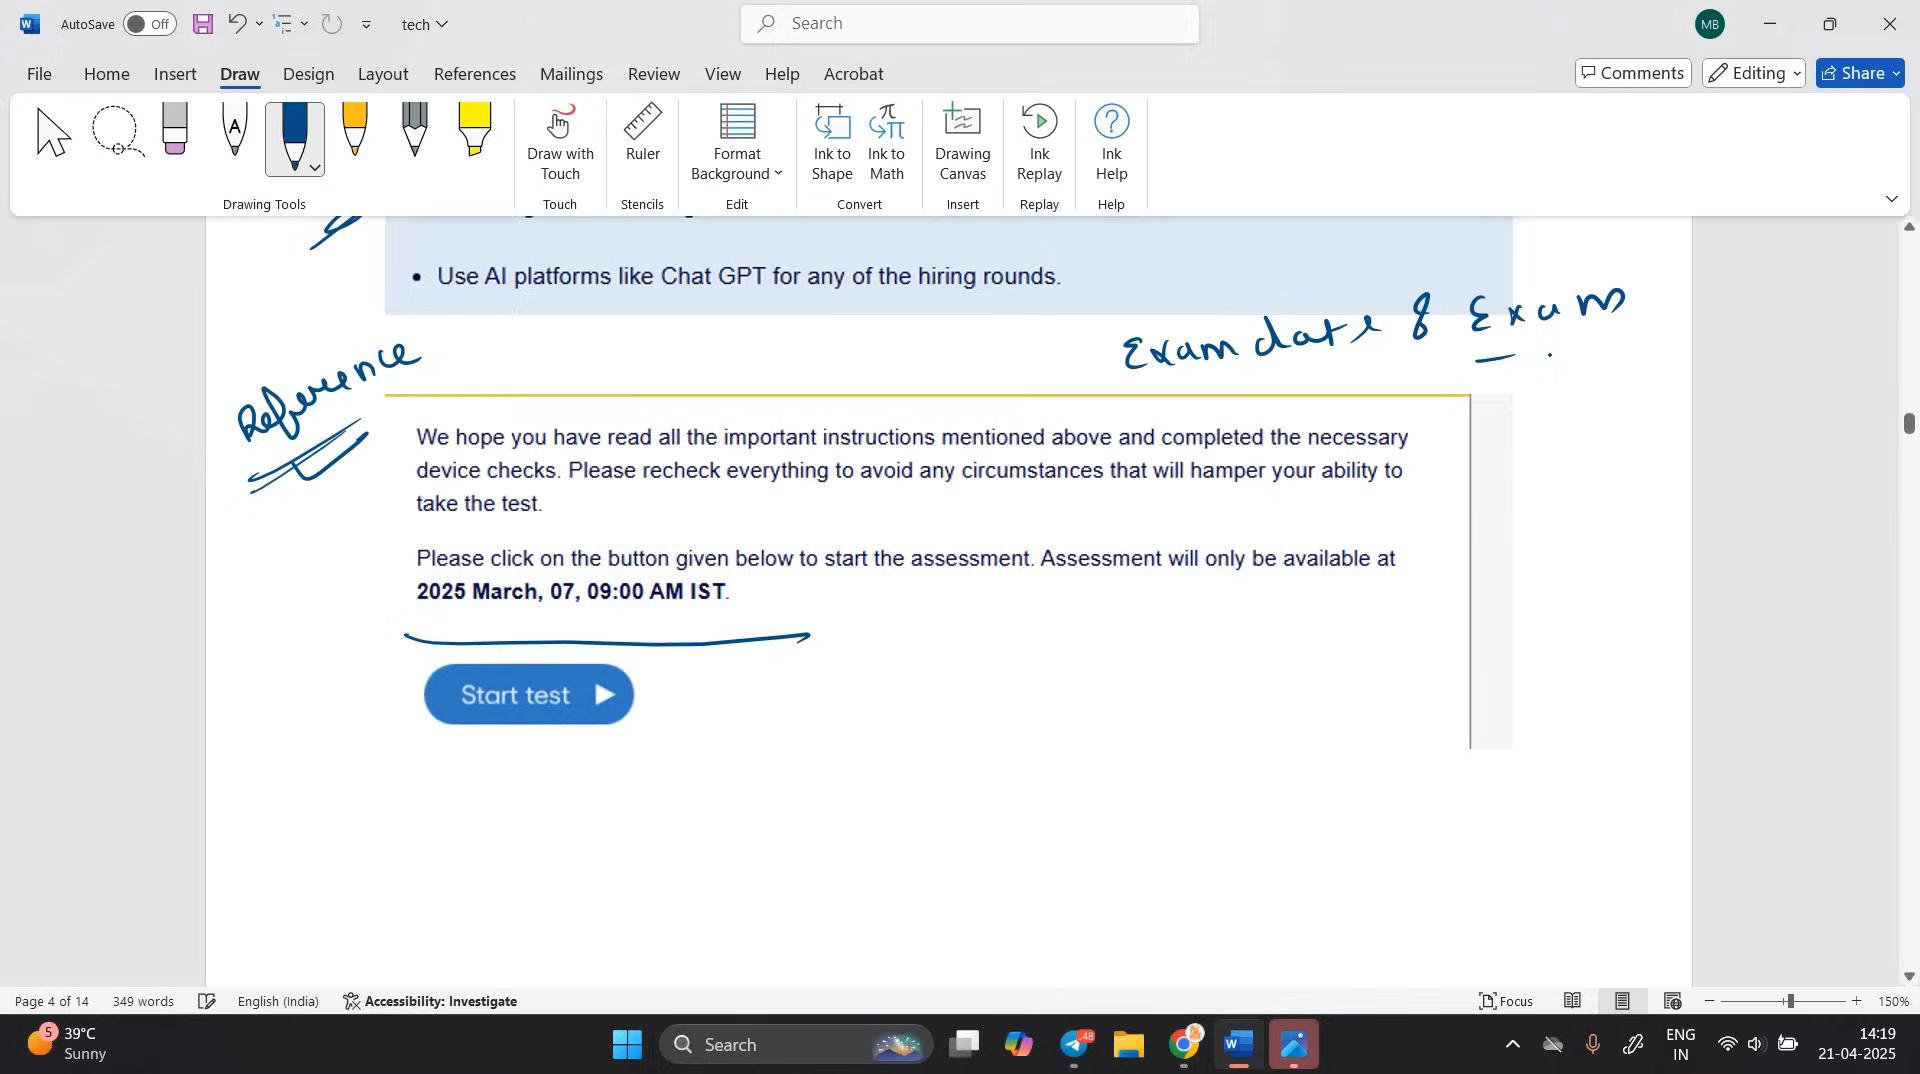 AutoSave Off tech Search MB
File Home Insert Draw Design Layout References Mailings Review View Help Acrobat Comments Editing Share
A
Draw with Touch
Ruler
Format Background
Ink to Shape
Ink to Math
Drawing Canvas
Ink Replay
Ink Help
Drawing Tools Touch Stencils Edit Convert Insert Replay Help
• Use AI platforms like Chat GPT for any of the hiring rounds.
Exam date & Exam
Reference
We hope you have read all the important instructions mentioned above and completed the necessary
device checks. Please recheck everything to avoid any circumstances that will hamper your ability to
take the test.
Please click on the button given below to start the assessment. Assessment will only be available at
2025 March, 07, 09:00 AM IST.
Start test
Page 4 of 14 349 words English (India) Accessibility: Investigate Focus 150%
5 39°C
Sunny
Search
48
ENG
IN
14:19
21-04-2025